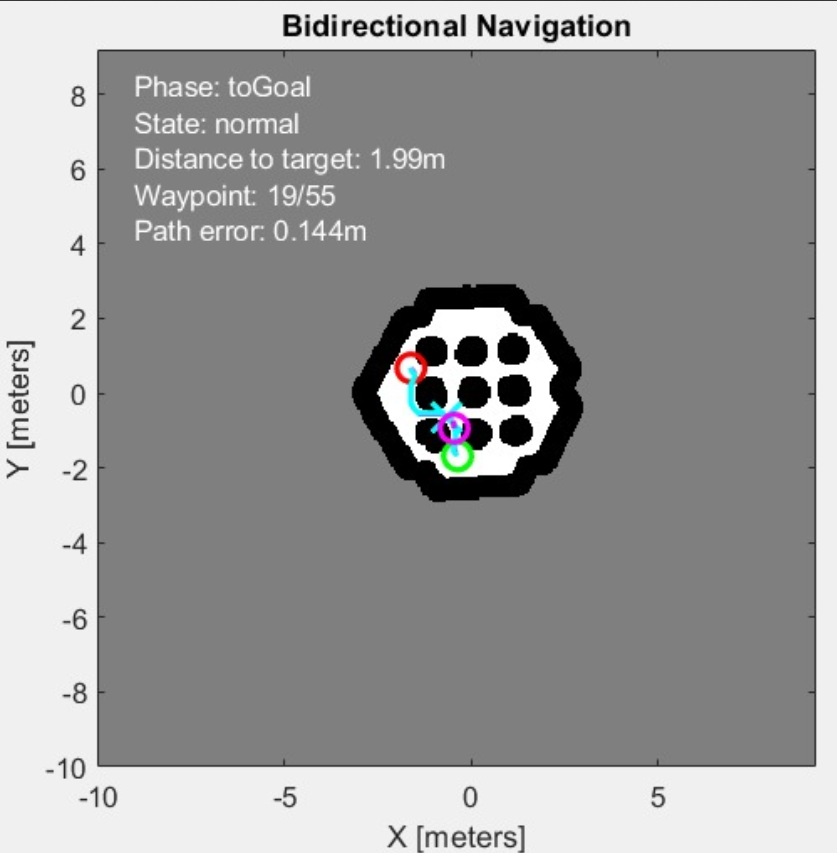 Bidirectional Navigation
Phase: toGoal
State: normal
Distance to target: 1.99m
Waypoint: 19/55
Path error: 0.144m
8
6
4
2
0
-2
-4
-6
-8
-10
Y [meters]
-10 -5 0 5
X [meters]